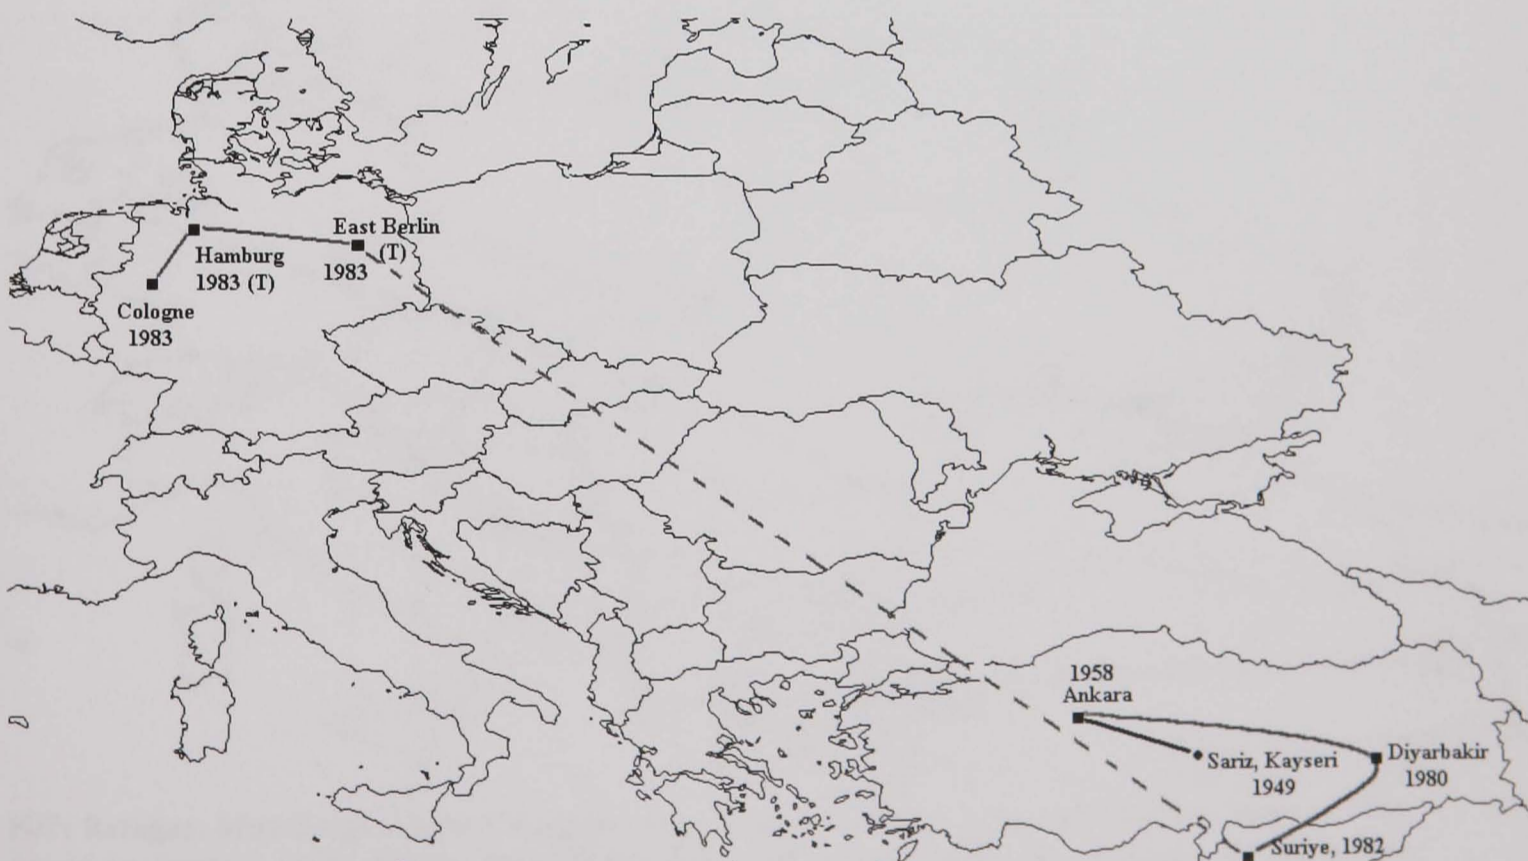 East Berlin
(T)
1983
Hamburg
1983 (T)
Cologne
1983
1958
Ankara
Sariz, Kayseri
1949
Diyarbakir
1980
Suriye, 1982